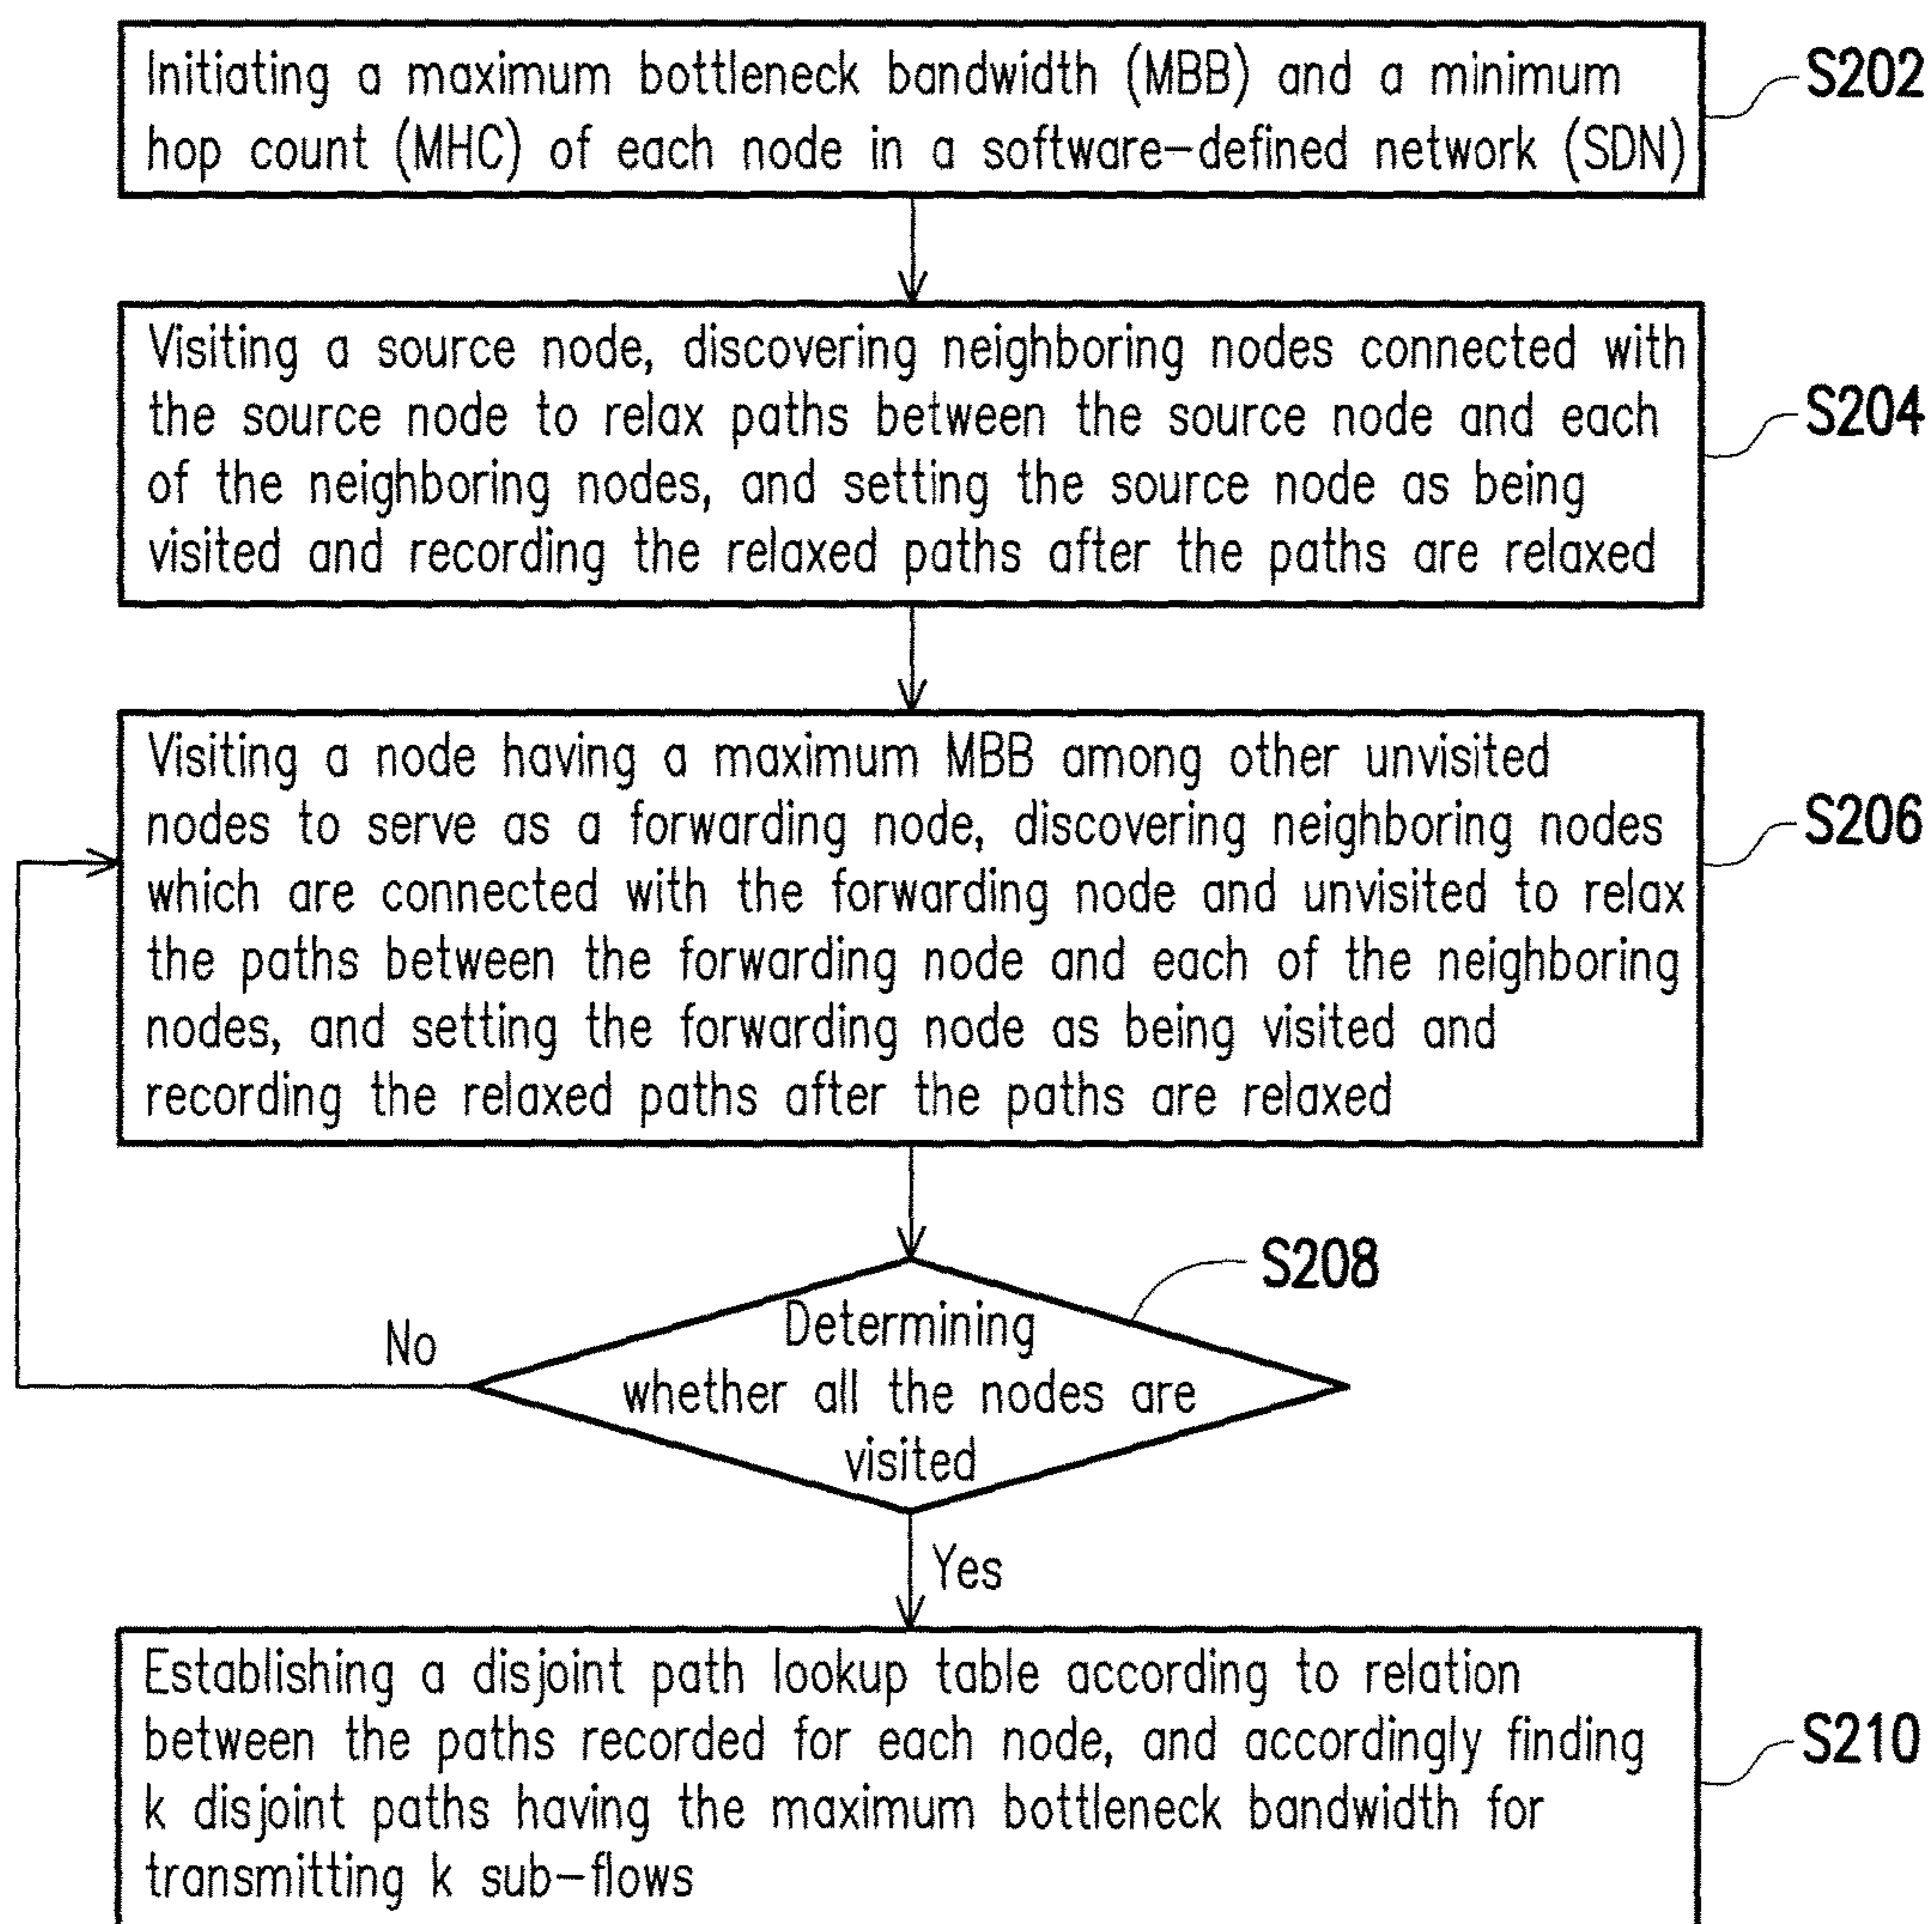 Initiating a maximum bottleneck bandwidth (MBB) and a minimum
hop count (MHC) of each node in a software-defined network (SDN)
S202
Visiting a source node, discovering neighboring nodes connected with
the source node to relax paths between the source node and each
of the neighboring nodes, and setting the source node as being
visited and recording the relaxed paths after the paths are relaxed
S204
Visiting a node having a maximum MBB among other unvisited
nodes to serve as a forwarding node, discovering neighboring nodes
which are connected with the forwarding node and unvisited to relax
the paths between the forwarding node and each of the neighboring
nodes, and setting the forwarding node as being visited and
recording the relaxed paths after the paths are relaxed
S206
S208
Determining
whether all the nodes are
visited
No
Yes
Establishing a disjoint path lookup table according to relation
between the paths recorded for each node, and accordingly finding
k disjoint paths having the maximum bottleneck bandwidth for
transmitting k sub-flows
S210